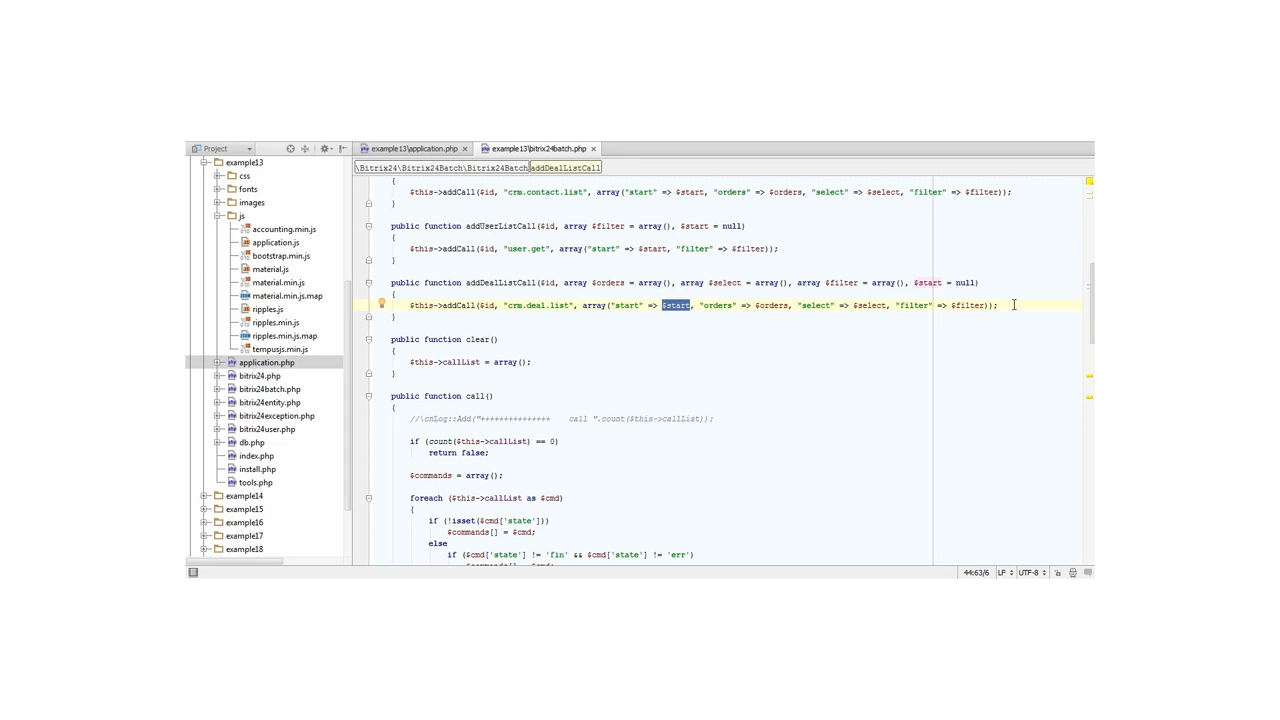 Project
example13\application.php
example13\bitrix24batch.php
\Bitrix24\Bitrix24Batch\Bitrix24Batch
addDealListCall
example13
css
fonts
images
js
accounting.min.js
application.js
bootstrap.min.js
material.js
material.min.js
material.min.js.map
ripples.js
ripples.min.js
ripples.min.js.map
tempusjs.min.js
application.php
bitrix24.php
bitrix24batch.php
bitrix24entity.php
bitrix24exception.php
bitrix24user.php
db.php
index.php
install.php
tools.php
example14
example15
example16
example17
example18
{
$this->addCall($id, "crm.contact.list", array("start" => $start, "orders" => $orders, "select" => $select, "filter" => $filter));
}
public function addUserListCall($id, array $filter = array(), $start = null)
{
$this->addCall($id, "user.get", array("start" => $start, "filter" => $filter));
}
public function addDealListCall($id, array $orders = array(), array $select = array(), array $filter = array(), $start = null)
{
$this->addCall($id, "crm.deal.list", array("start" => $start, "orders" => $orders, "select" => $select, "filter" => $filter));
}
public function clear()
{
$this->callList = array();
}
public function call()
{
//\cnLog::Add("+++++++++++++++ call ".count($this->callList));
if (count($this->callList) == 0)
return false;
$commands = array();
foreach ($this->callList as $cmd)
{
if (!isset($cmd['state']))
$commands[] = $cmd;
else
if ($cmd['state'] != 'fin' && $cmd['state'] != 'err')
44:63/6
LF
UTF-8